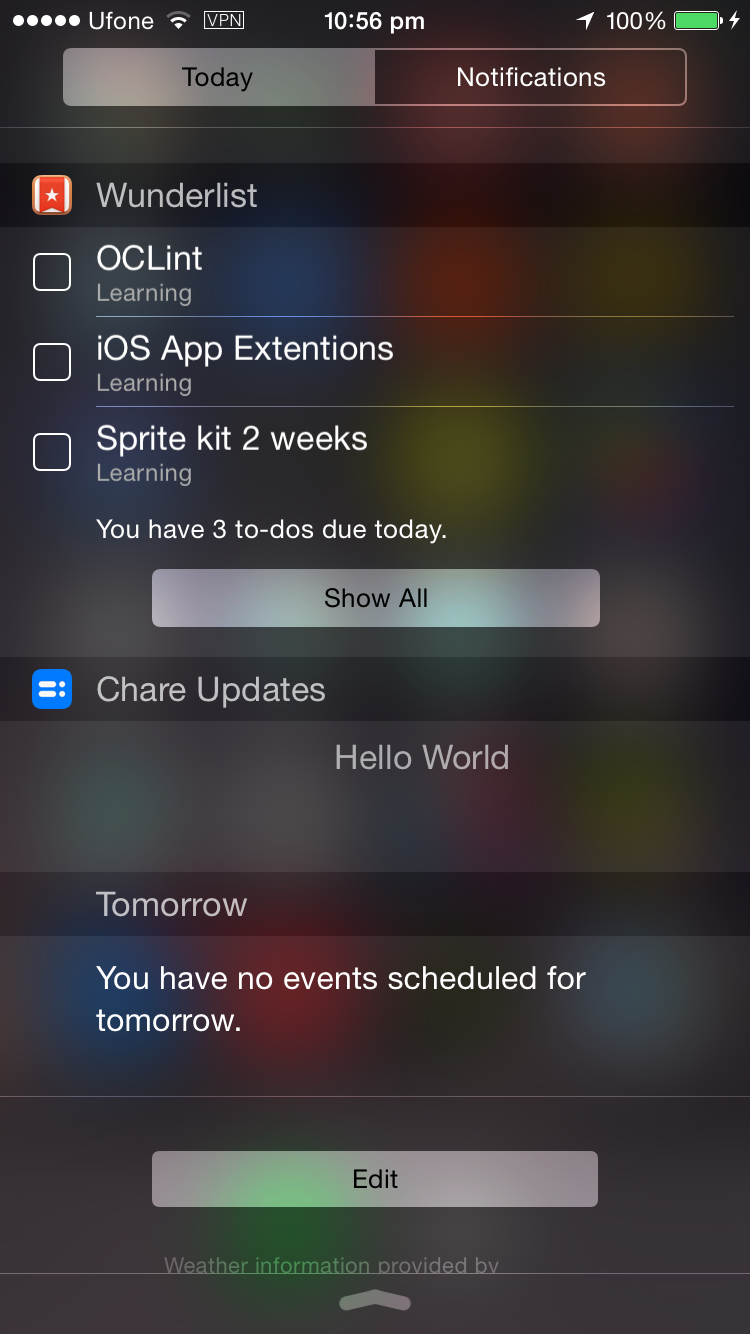 Ufone VPN 10:56 pm 100%
Today Notifications
Wunderlist
OCLint
Learning
iOS App Extentions
Learning
Sprite kit 2 weeks
Learning
You have 3 to-dos due today.
Show All
Chare Updates
Hello World
Tomorrow
You have no events scheduled for
tomorrow.
Edit
Weather information provided by